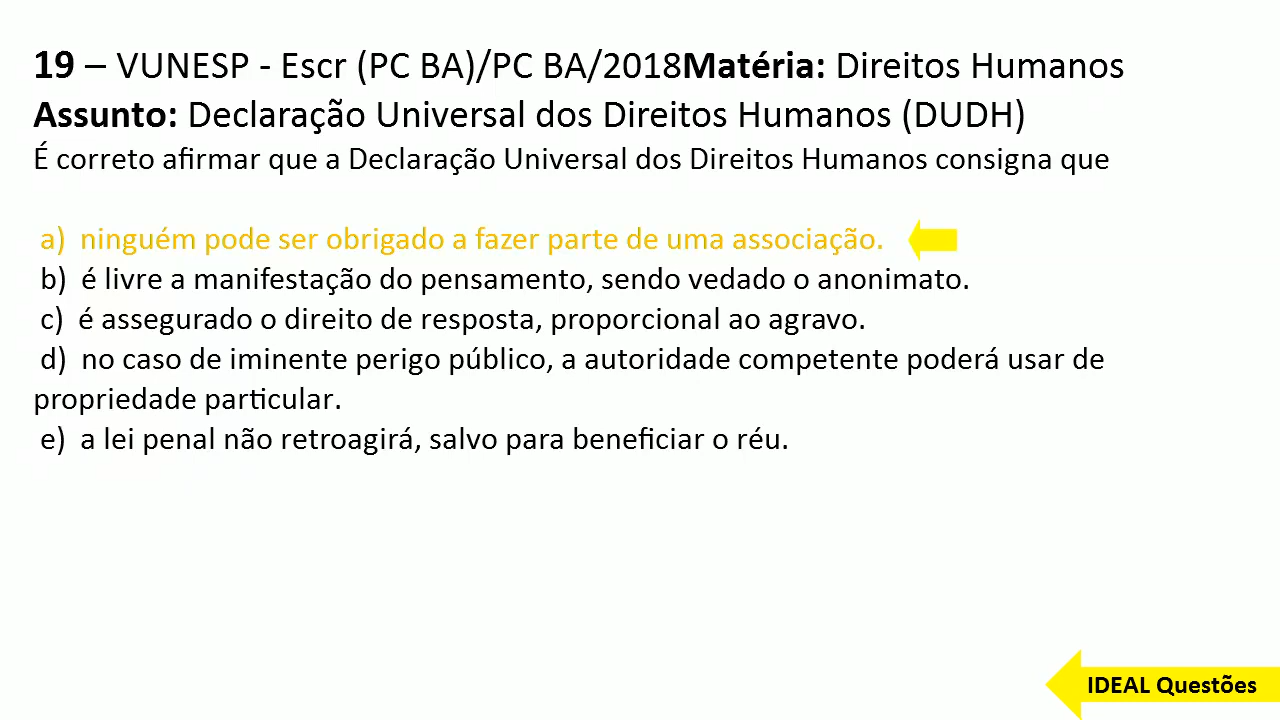 19 – VUNESP - Escr (PC BA)/PC BA/2018Matéria: Direitos Humanos
Assunto: Declaração Universal dos Direitos Humanos (DUDH)
É correto afirmar que a Declaração Universal dos Direitos Humanos consigna que
a) ninguém pode ser obrigado a fazer parte de uma associação.
b) é livre a manifestação do pensamento, sendo vedado o anonimato.
c) é assegurado o direito de resposta, proporcional ao agravo.
d) no caso de iminente perigo público, a autoridade competente poderá usar de
propriedade particular.
e) a lei penal não retroagirá, salvo para beneficiar o réu.
IDEAL Questões